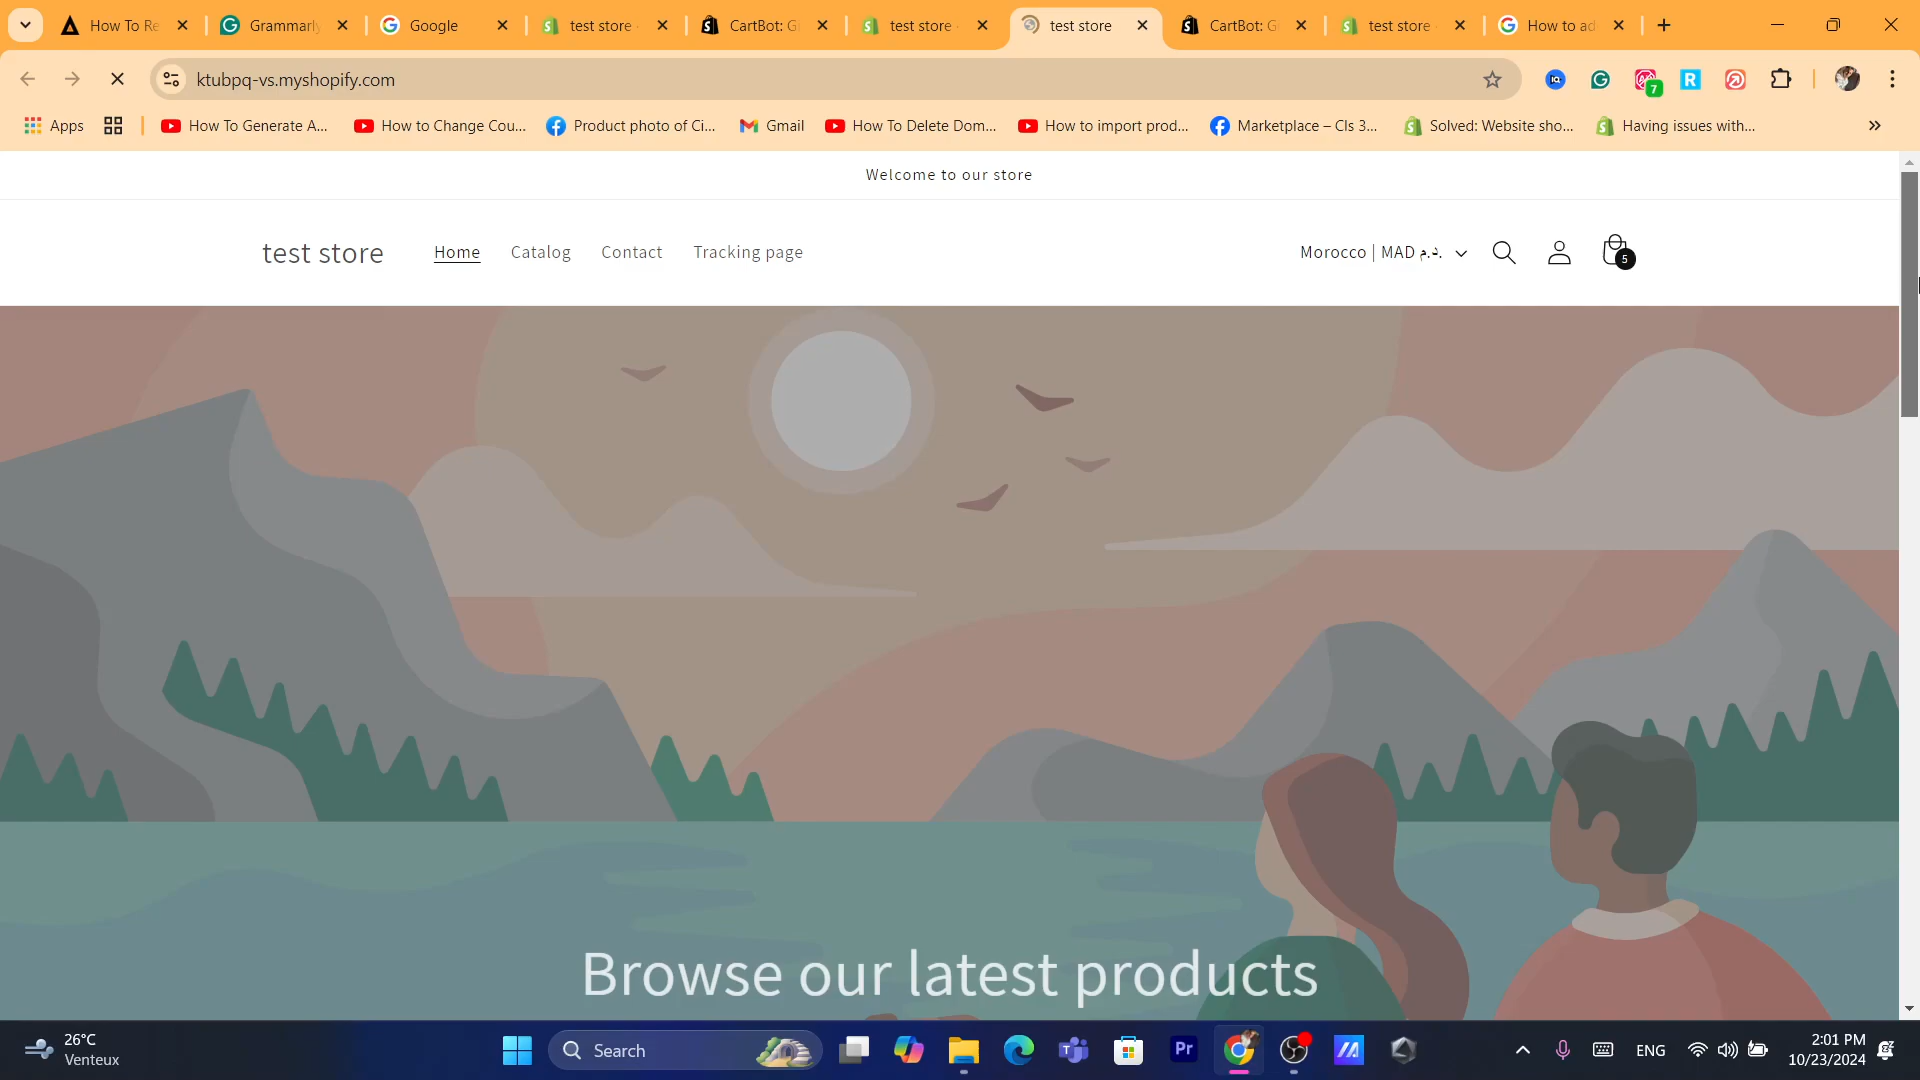 How To Re
Grammarly
Google
test store
CartBot: Gi
test store
test store
CartBot: Gi
test store
How to ad
ktubpq-vs.myshopify.com
7
Apps
How To Generate A...
How to Change Cou...
Product photo of Ci...
Gmail
How To Delete Dom...
How to import prod...
Marketplace – Cls 3...
Solved: Website sho...
Having issues with...
Welcome to our store
test store
Home
Catalog
Contact
Tracking page
Morocco | MAD د.م.
5
Browse our latest products
26°C
Venteux
Search
Pr
ENG
2:01 PM
10/23/2024